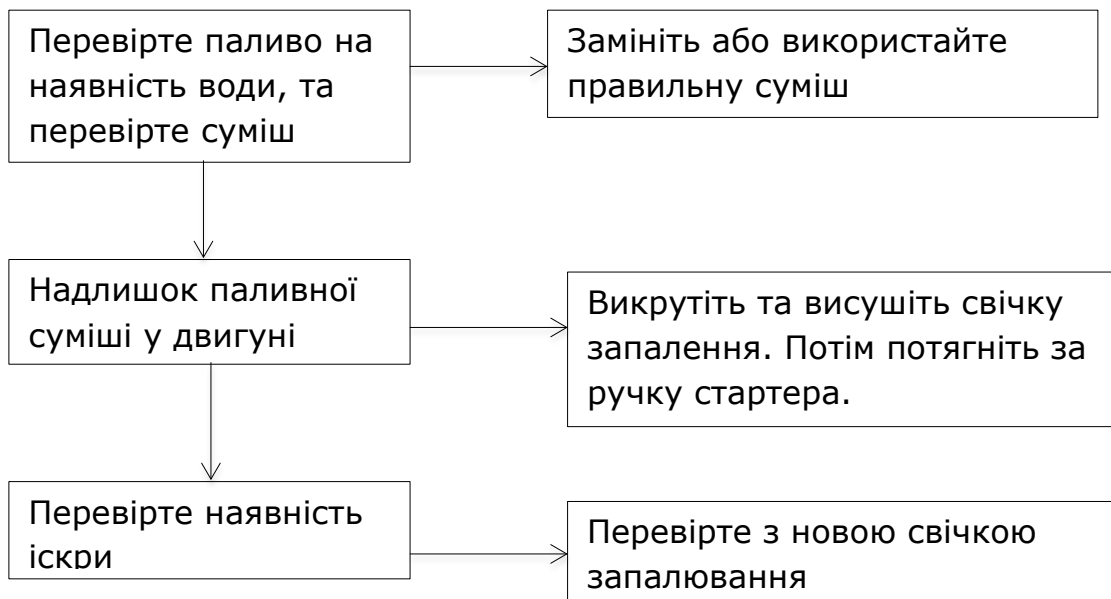 Перевірте паливо на
наявність води, та
перевірте суміш
Замініть або використайте
правильну суміш
Надлишок паливної
суміші у двигуні
Викрутіть та висушіть свічку
запалення. Потім потягніть за
ручку стартера.
Перевірте наявність
іскри
Перевірте з новою свічкою
запалювання